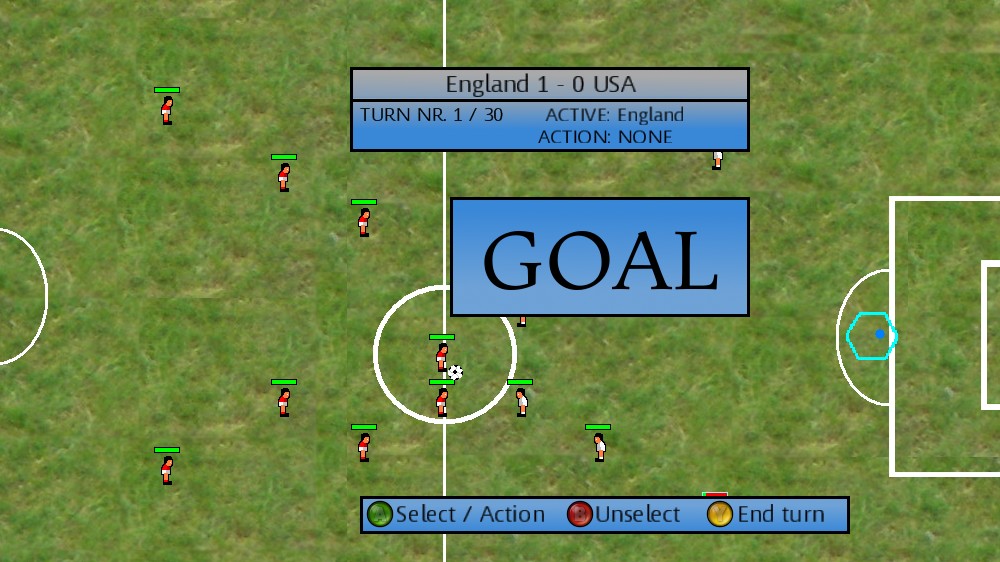 England 1 - 0 USA
TURN NR. 1 / 30 ACTIVE: England
ACTION: NONE
GOAL
A Select / Action B Unselect Y End turn